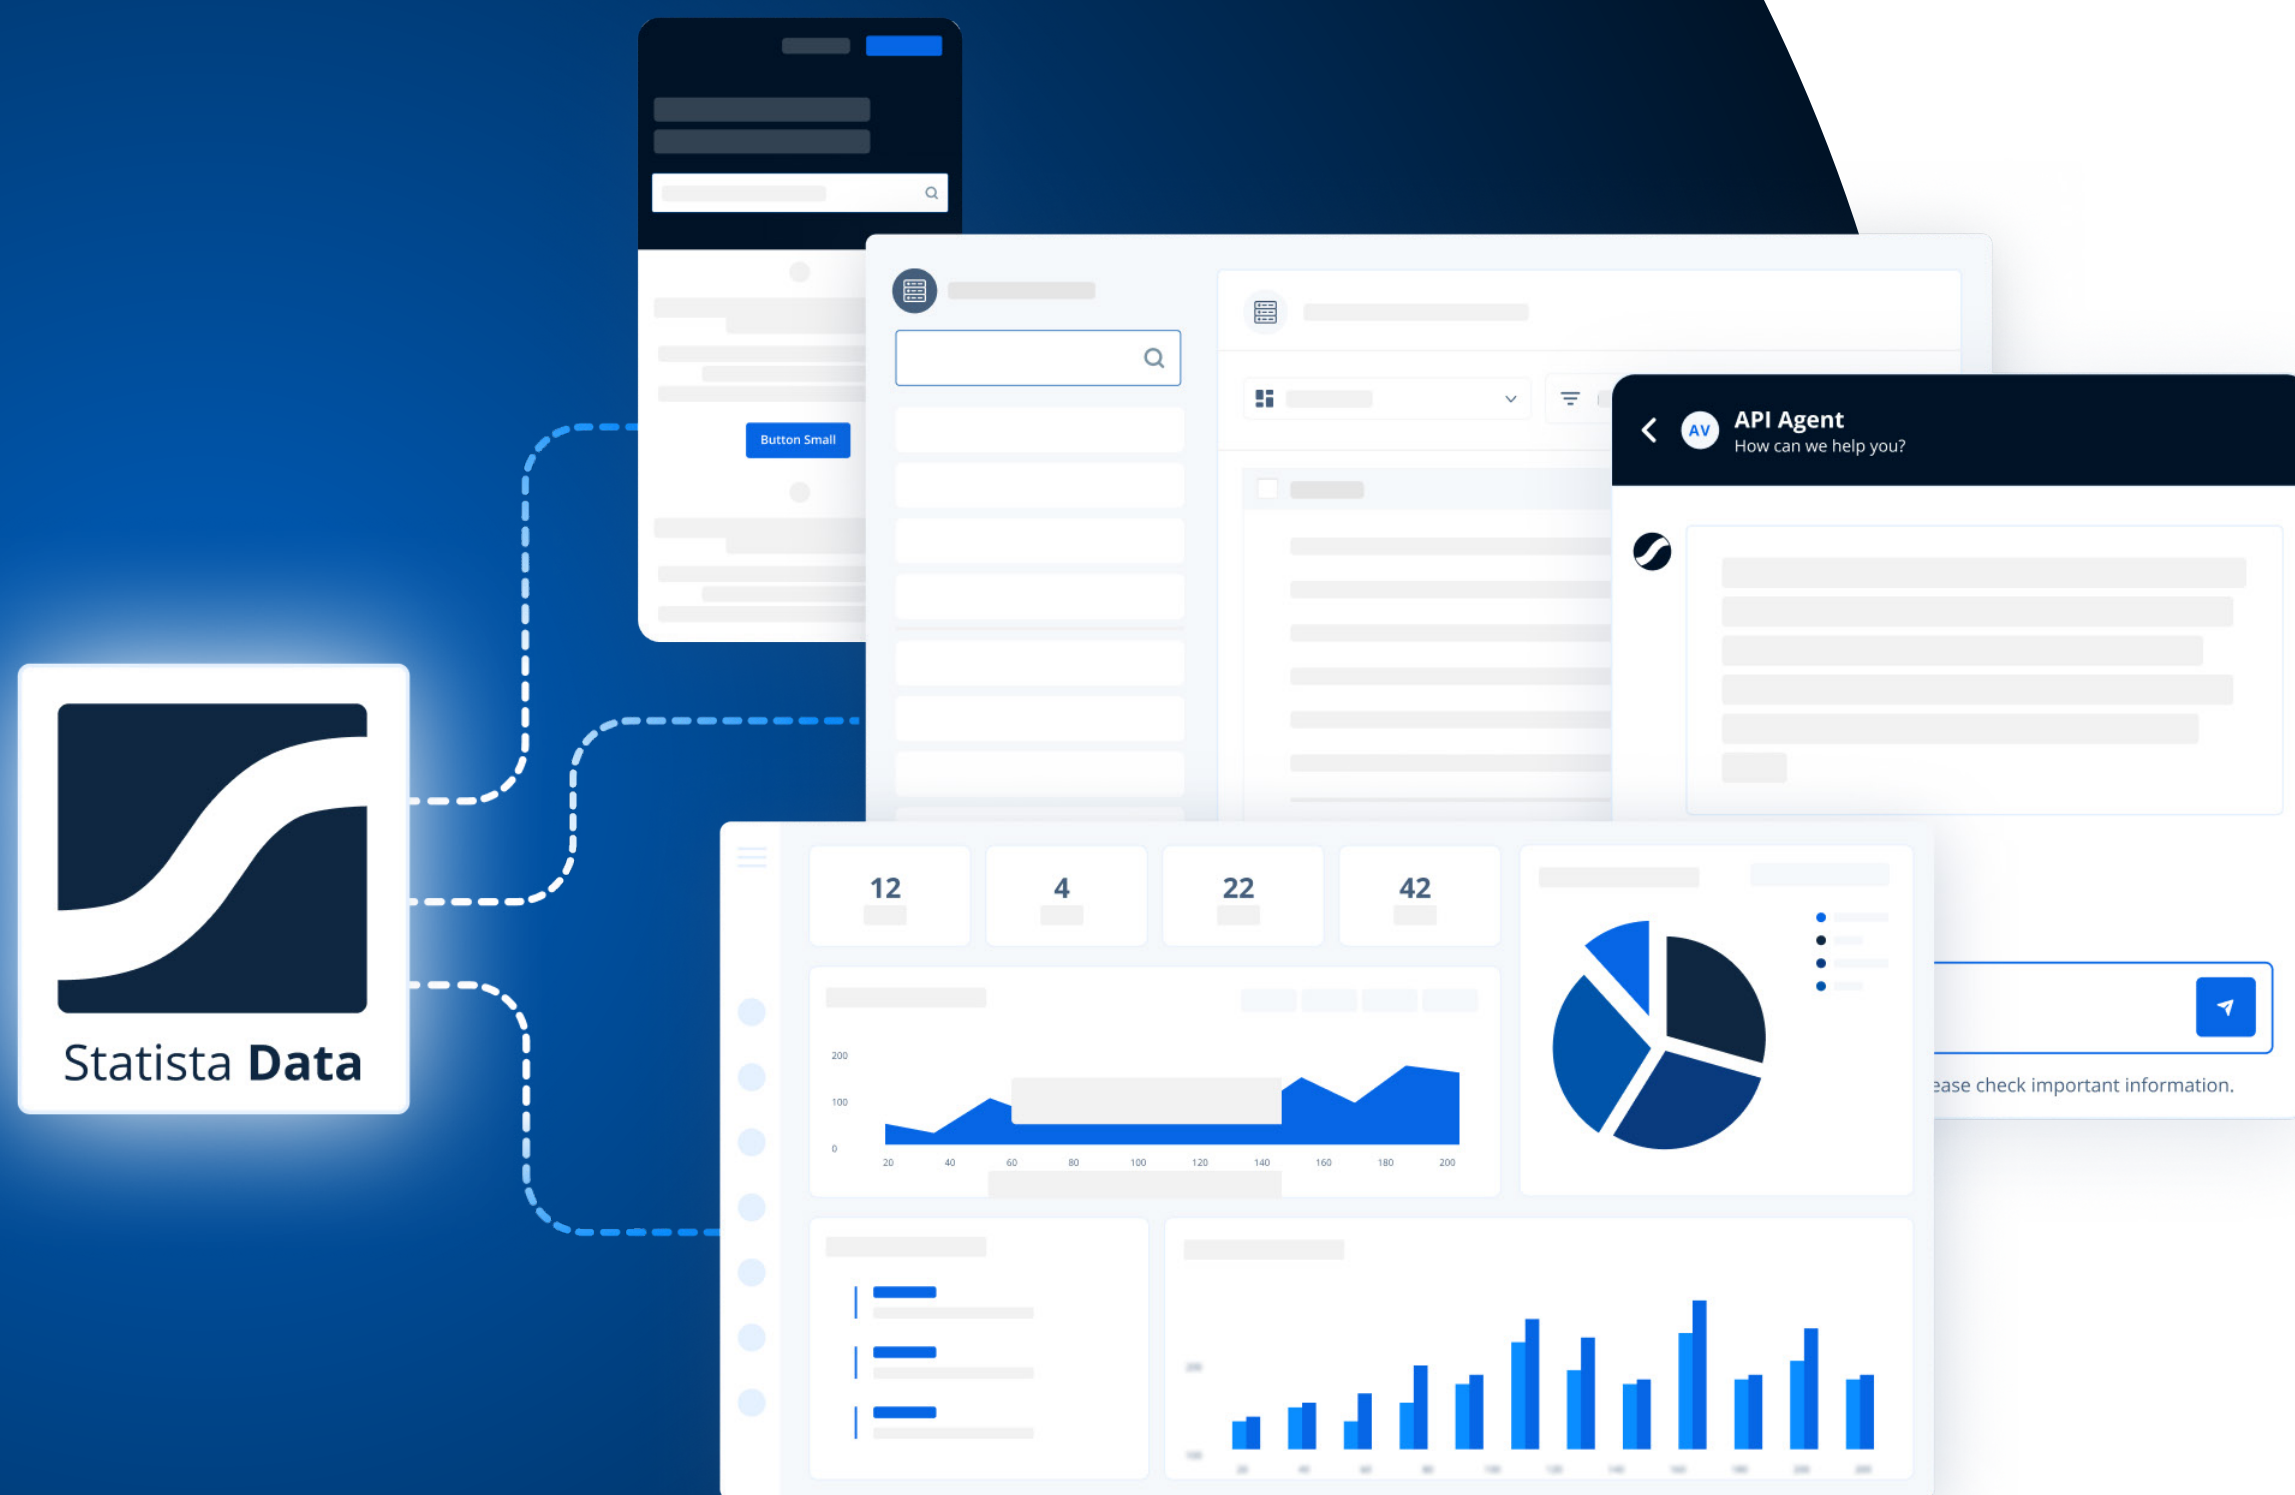 Button Small
API Agent
AV
How can we help you?
Statista Data
12
4
22
42
200
100
0
20 40 60 80 100 120 140 160 180 200
ease check important information.